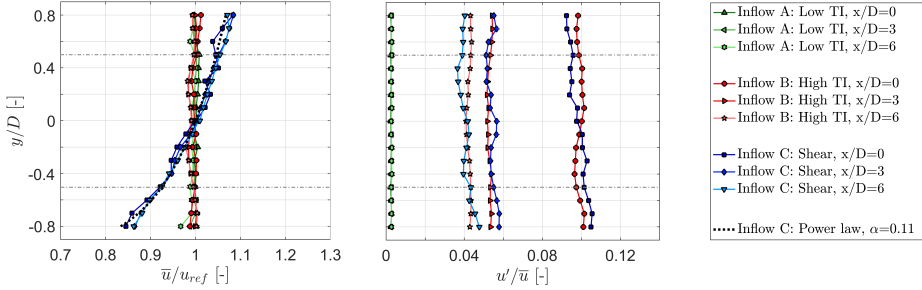 0.8
0.4
0
-0.4
-0.8
y/D [-]
0.7 0.8 0.9 1 1.1 1.2 1.3
u̅/u_ref [-]
0 0.04 0.08 0.12
u′/u̅ [-]
Inflow A: Low TI, x/D=0
Inflow A: Low TI, x/D=3
Inflow A: Low TI, x/D=6
Inflow B: High TI, x/D=0
Inflow B: High TI, x/D=3
Inflow B: High TI, x/D=6
Inflow C: Shear, x/D=0
Inflow C: Shear, x/D=3
Inflow C: Shear, x/D=6
Inflow C: Power law, α=0.11